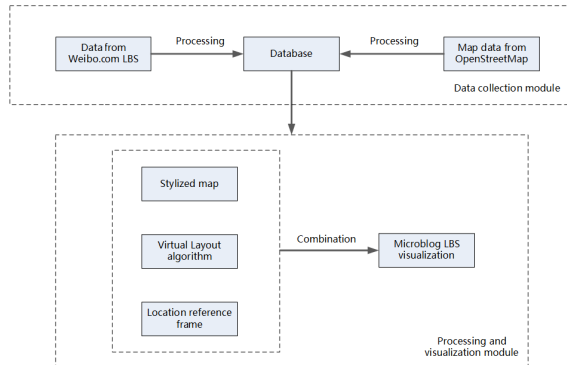 Data from
Weibo.com LBS
Processing
Database
Processing
Map data from
OpenStreetMap
Data collection module
Stylized map
Virtual Layout
algorithm
Location reference
frame
Combination
Microblog LBS
visualization
Processing and
visualization module